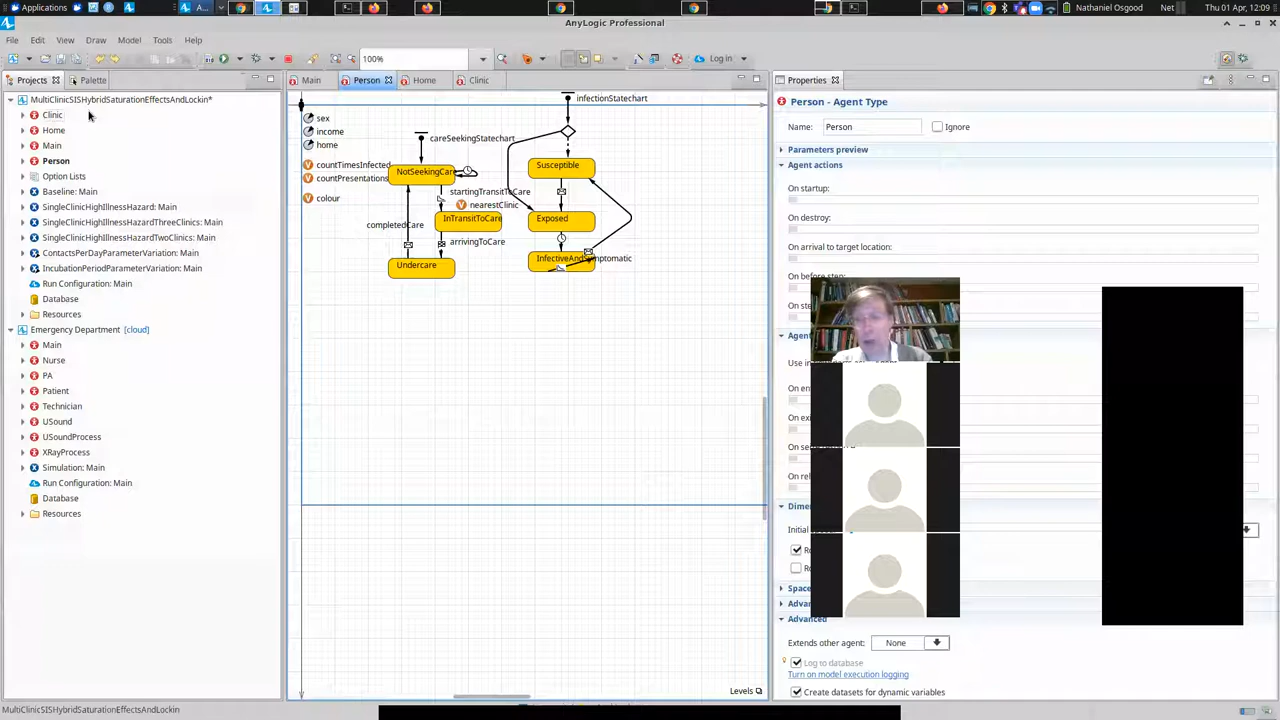 Applications
Places
Nathaniel Osgood
Net
Thu 01 Apr, 12:09
AnyLogic Professional
File Edit View Draw Model Tools Help
100%
Log in
Projects
Palette
Main
Person
Home
Clinic
Properties
MultiClinicSISHybridSaturationEffectsAndLockin*
Clinic
Home
Main
Person
Option Lists
Baseline: Main
SingleClinicHighIllnessHazard: Main
SingleClinicHighIllnessHazardThreeClinics: Main
SingleClinicHighIllnessHazardTwoClinics: Main
ContactsPerDayParameterVariation: Main
IncubationPeriodParameterVariation: Main
Run Configuration: Main
Database
Resources
Emergency Department [cloud]
Main
Nurse
PA
Patient
Technician
USound
USoundProcess
XRayProcess
Simulation: Main
Run Configuration: Main
Database
Resources
infectionStatechart
sex
income
home
careSeekingStatechart
countTimesInfected
countPresentations
colour
NotSeekingCare
Susceptible
startingTransitToCare
nearestClinic
InTransitToCare
Exposed
completedCare
arrivingToCare
Undercare
InfectiveAndSymptomatic
Levels
Person - Agent Type
Name:
Person
Ignore
Parameters preview
Agent actions
On startup:
On destroy:
On arrival to target location:
On before step:
Advanced
Extends other agent:
None
Log to database
Turn on model execution logging
Create datasets for dynamic variables
MultiClinicSISHybridSaturationEffectsAndLockin